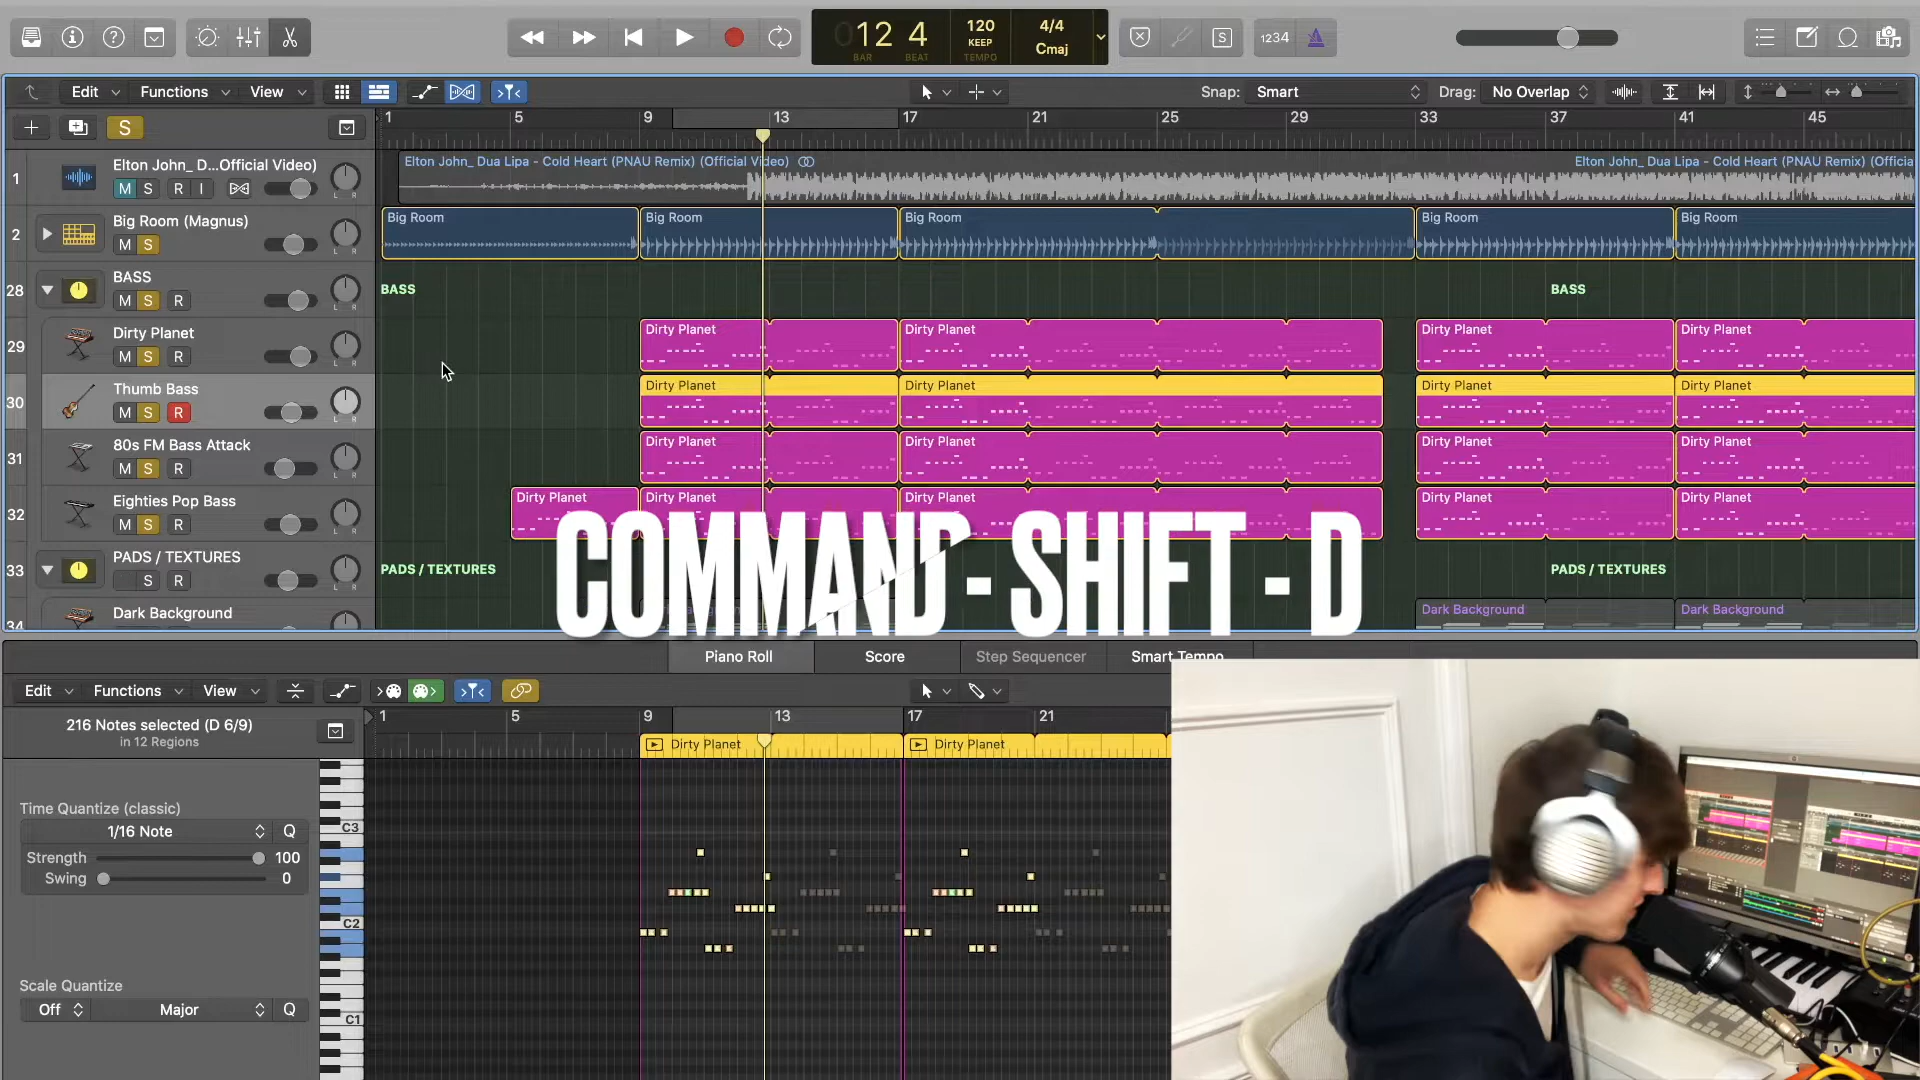 12 4
BAR BEAT
120
KEEP
TEMPO
4/4
Cmaj
S
1234
Edit Functions View
Snap: Smart
Drag: No Overlap
S
1 5 9 13 17 21 25 29 33 37 41 45
1
Elton John_ D...Official Video)
M S R I
L R
Elton John_ Dua Lipa - Cold Heart (PNAU Remix) (Official Video)
Elton John_ Dua Lipa - Cold Heart (PNAU Remix) (Officia
2
Big Room (Magnus)
M S
L R
Big Room Big Room Big Room Big Room Big Room
28
BASS
M S R
L R
BASS BASS
29
Dirty Planet
M S R
L R
Dirty Planet Dirty Planet Dirty Planet Dirty Planet
30
Thumb Bass
M S R
L R
Dirty Planet Dirty Planet Dirty Planet Dirty Planet
31
80s FM Bass Attack
M S R
L R
Dirty Planet Dirty Planet Dirty Planet Dirty Planet
32
Eighties Pop Bass
M S R
L R
Dirty Planet Dirty Planet Dirty Planet Dirty Planet Dirty Planet
COMMAND - SHIFT - D
33
PADS / TEXTURES
S R
L R
PADS / TEXTURES PADS / TEXTURES
34
Dark Background
Dark Background Dark Background
Piano Roll Score Step Sequencer Smart Tempo
Edit Functions View
216 Notes selected (D 6/9)
in 12 Regions
1 5 9 13 17 21
Dirty Planet Dirty Planet
Time Quantize (classic)
1/16 Note Q
Strength 100
Swing 0
Scale Quantize
Off Major Q
C3
C2
C1